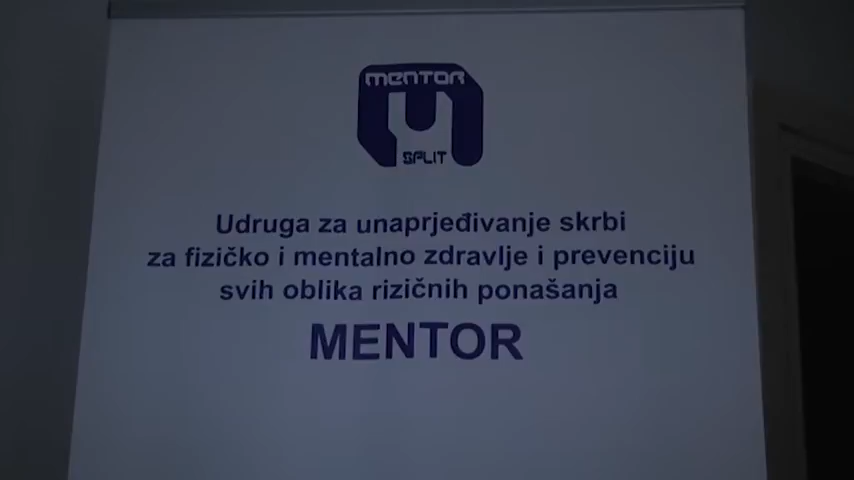 MENTOR
SPLIT
Udruga za unaprjeđivanje skrbi
za fizičko i mentalno zdravlje i prevenciju
svih oblika rizičnih ponašanja
MENTOR